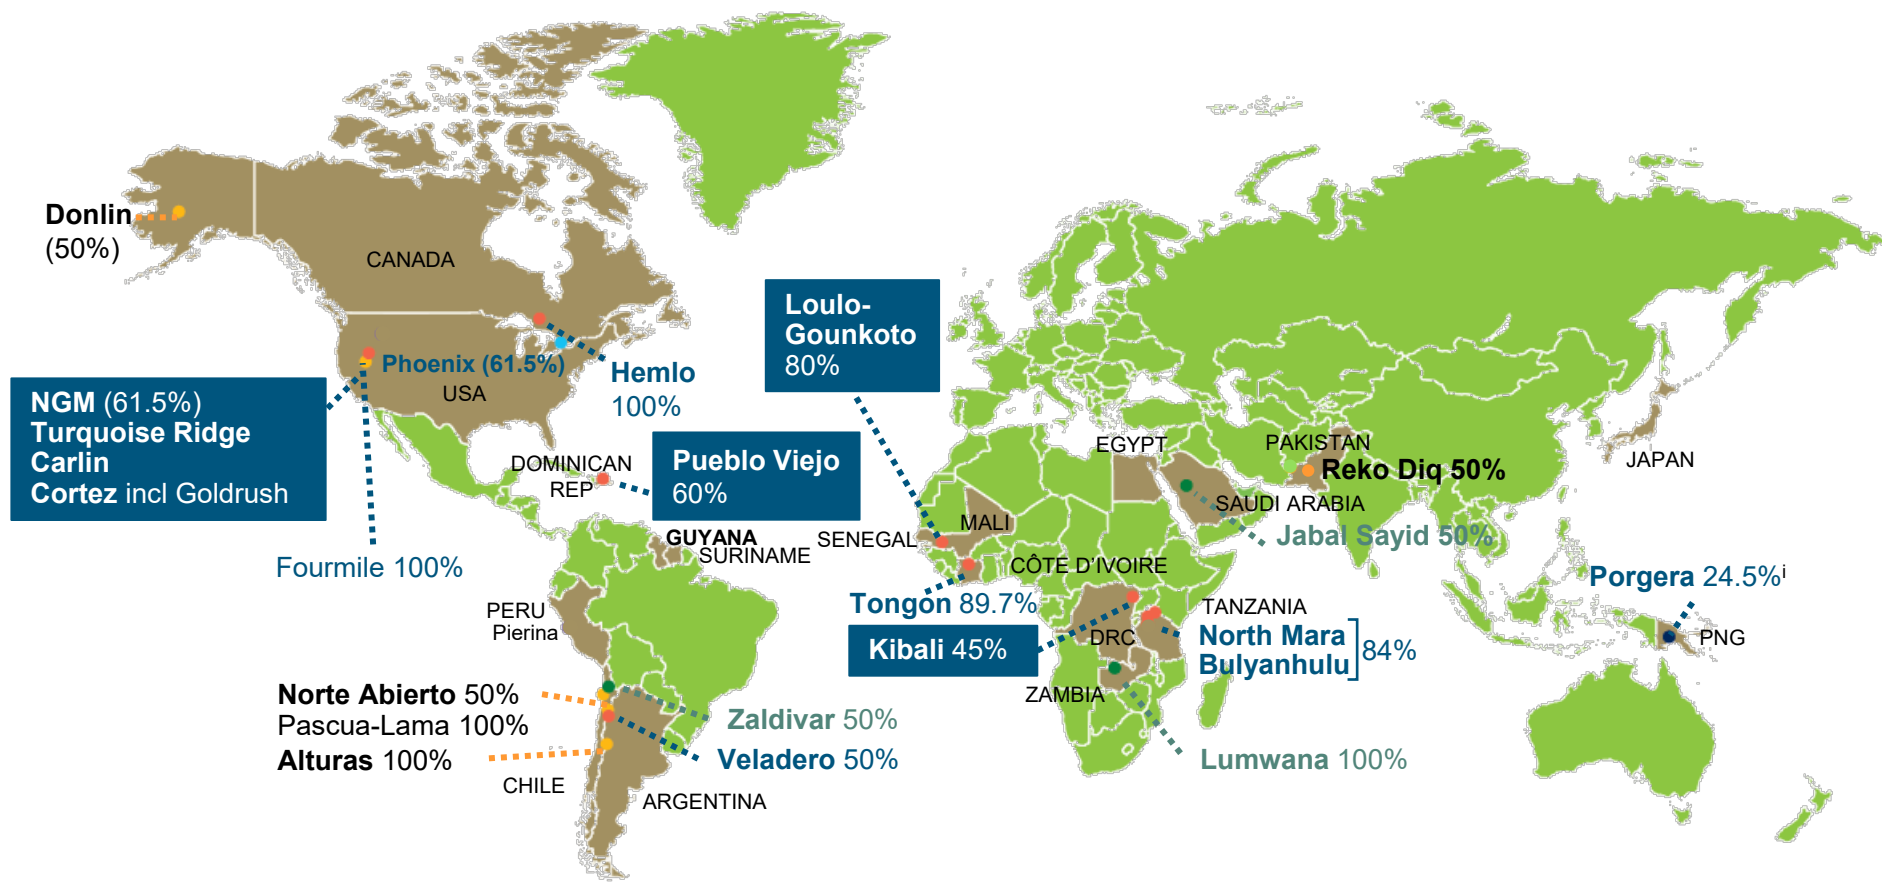 Donlin
(50%)
CANADA
Phoenix (61.5%)
USA
Hemlo
100%
NGM (61.5%)
Turquoise Ridge
Carlin
Cortez incl Goldrush
Fourmile 100%
DOMINICAN
REP
Pueblo Viejo
60%
GUYANA
SURINAME
PERU
Pierina
Norte Abierto 50%
Pascua-Lama 100%
Alturas 100%
CHILE
ARGENTINA
Zaldivar 50%
Veladero 50%
Loulo-
Gounkoto
80%
SENEGAL
MALI
CÔTE D'IVOIRE
Tongon 89.7%
Kibali 45%
DRC
ZAMBIA
Lumwana 100%
TANZANIA
North Mara
Bulyanhulu
84%
EGYPT
SAUDI ARABIA
Jabal Sayid 50%
PAKISTAN
Reko Diq 50%
JAPAN
Porgera 24.5%i
PNG